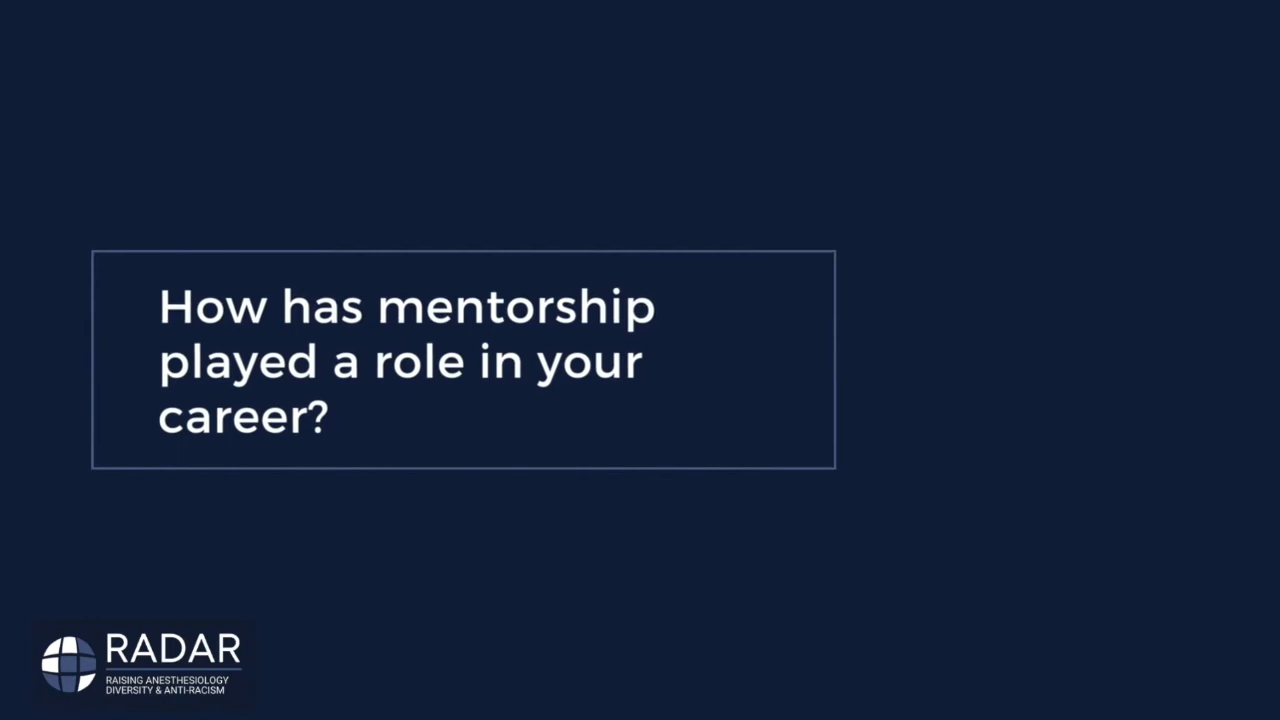 How has mentorship
played a role in your
career?
RADAR
RAISING ANESTHESIOLOGY
DIVERSITY & ANTI-RACISM